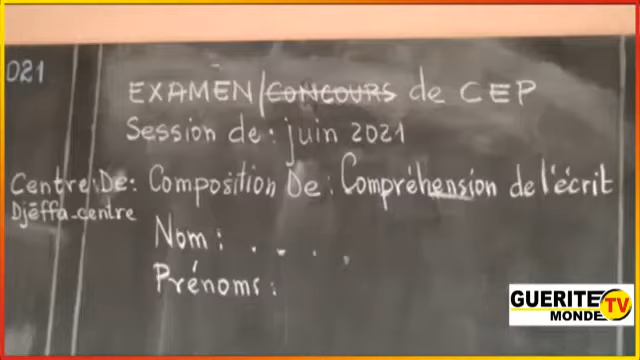 021
EXAMEN/CONCOURS de CEP
Session de: juin 2021
Centre De: Composition De: Compréhension de l'écrit
Djèffa-centre
Nom: . . . .
Prénoms:
GUERITE TV
MONDE